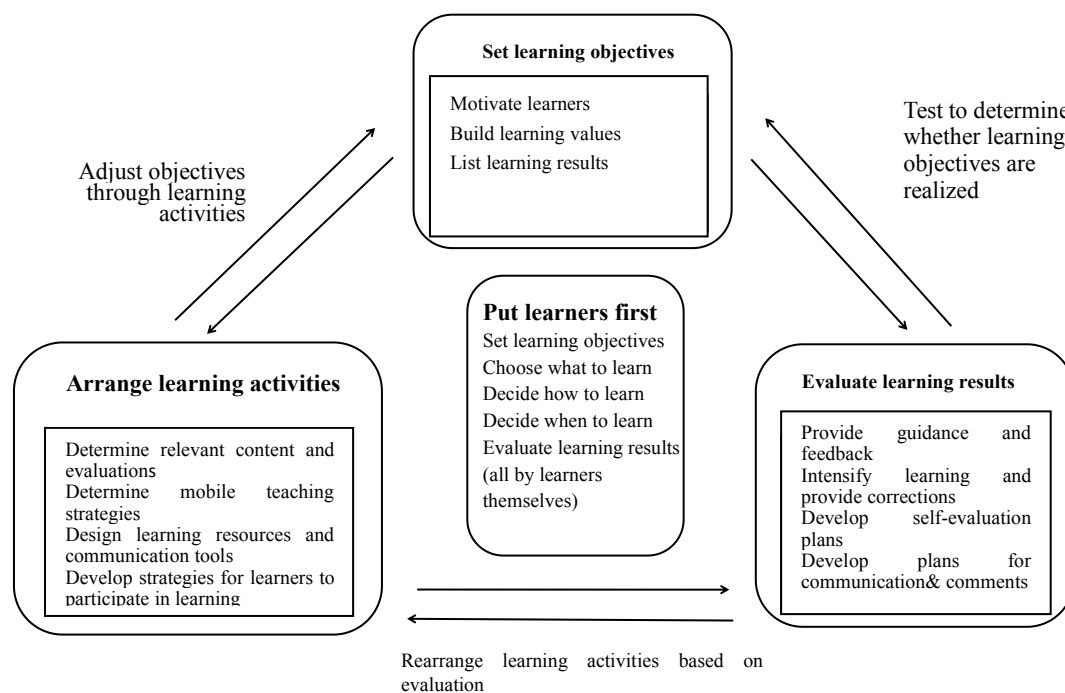 Set learning objectives
Motivate learners
Build learning values
List learning results
Adjust objectives
through learning
activities
Test to determine
whether learning
objectives are
realized
Put learners first
Set learning objectives
Choose what to learn
Decide how to learn
Decide when to learn
Evaluate learning results
(all by learners
themselves)
Arrange learning activities
Determine relevant content and
evaluations
Determine mobile teaching
strategies
Design learning resources and
communication tools
Develop strategies for learners to
participate in learning
Evaluate learning results
Provide guidance and
feedback
Intensify learning and
provide corrections
Develop self-evaluation
plans
Develop plans for
communication& comments
Rearrange learning activities based on
evaluation